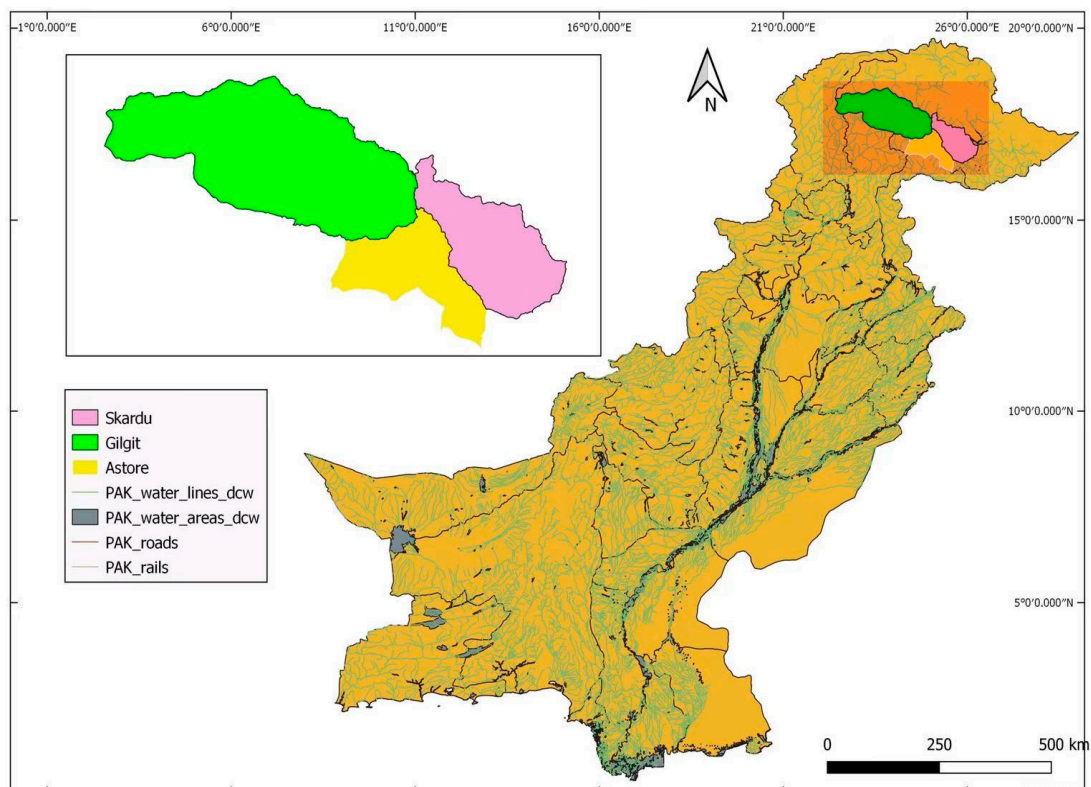 -1°0′0.000″E 6°0′0.000″E 11°0′0.000″E 16°0′0.000″E 21°0′0.000″E 26°0′0.000″E 20°0′0.000″N
N
15°0′0.000″N
10°0′0.000″N
Skardu
Gilgit
Astore
PAK_water_lines_dcw
PAK_water_areas_dcw
PAK_roads
PAK_rails
5°0′0.000″N
0 250 500 km